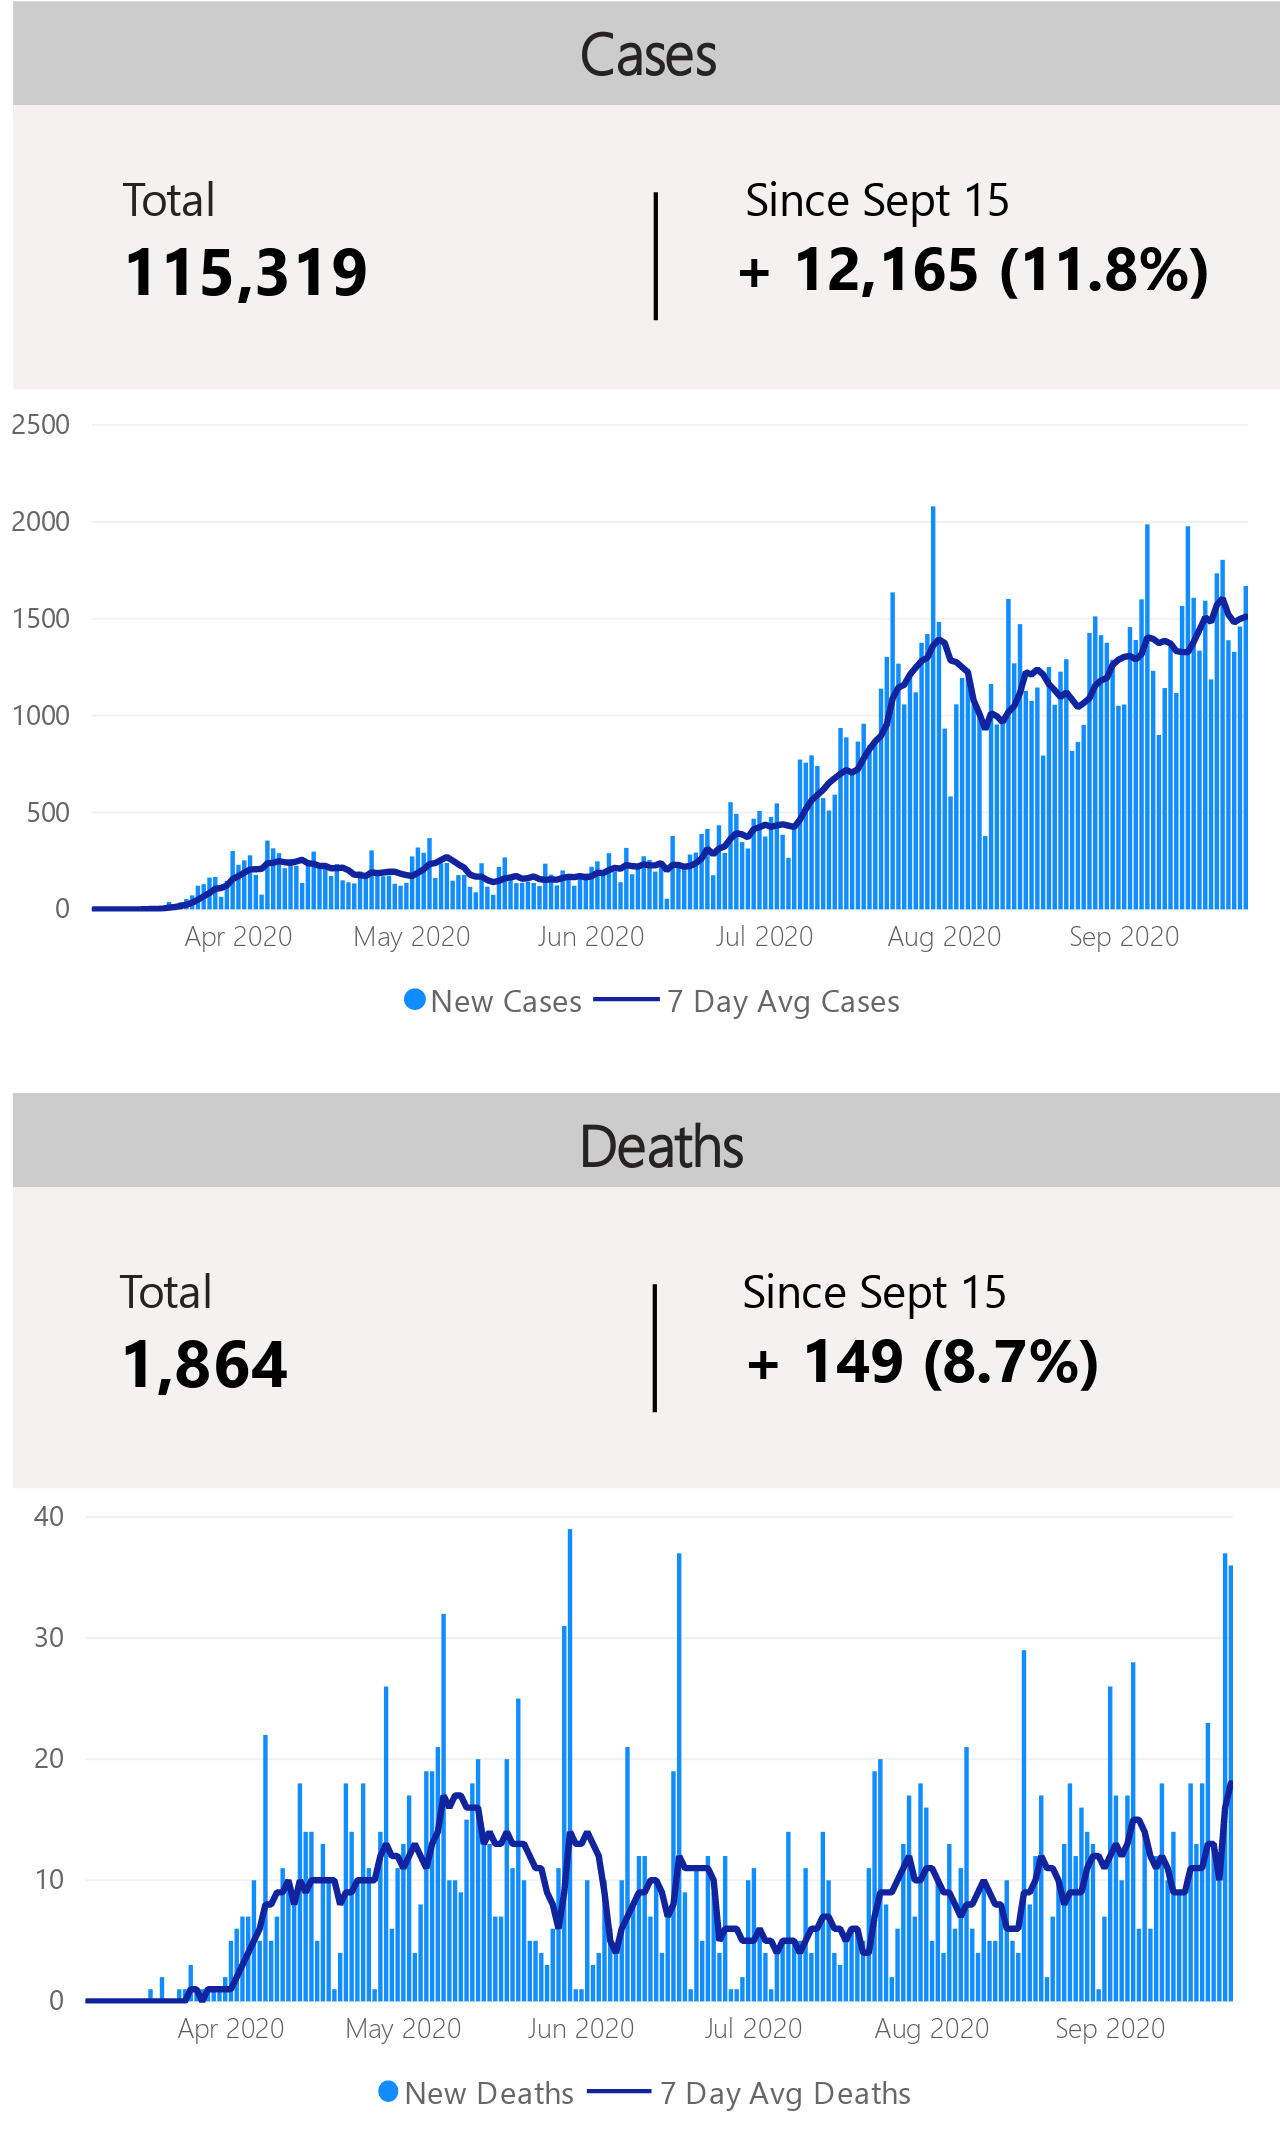 Cases
Total
Since Sept 15
115,319
+ 12,165 (11.8%)
2500
2000
1500
1000
500
0
Apr 2020 May 2020 Jun 2020 Jul 2020 Aug 2020 Sep 2020
New Cases 7 Day Avg Cases
Deaths
Total
Since Sept 15
1,864
+ 149 (8.7%)
40
30
20
10
0
Apr 2020 May 2020 Jun 2020 Jul 2020 Aug 2020 Sep 2020
New Deaths 7 Day Avg Deaths